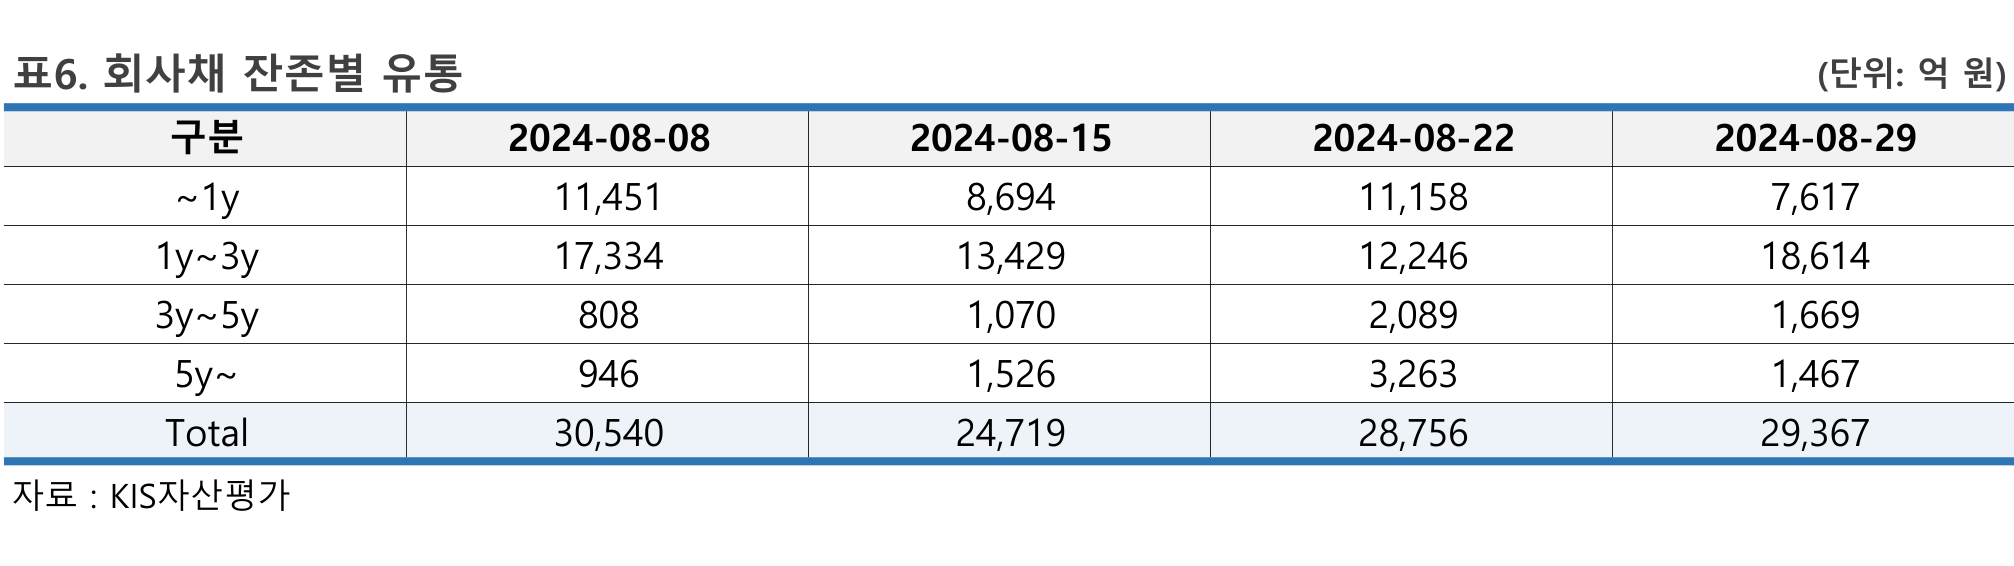 표6. 회사채 잔존별 유통 (단위: 억 원)
구분 2024-08-08 2024-08-15 2024-08-22 2024-08-29
~1y 11,451 8,694 11,158 7,617
1y~3y 17,334 13,429 12,246 18,614
3y~5y 808 1,070 2,089 1,669
5y~ 946 1,526 3,263 1,467
Total 30,540 24,719 28,756 29,367
자료 : KIS자산평가